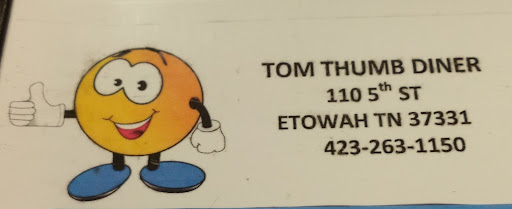 TOM THUMB DINER
110 5th ST
ETOWAH TN 37331
423-263-1150